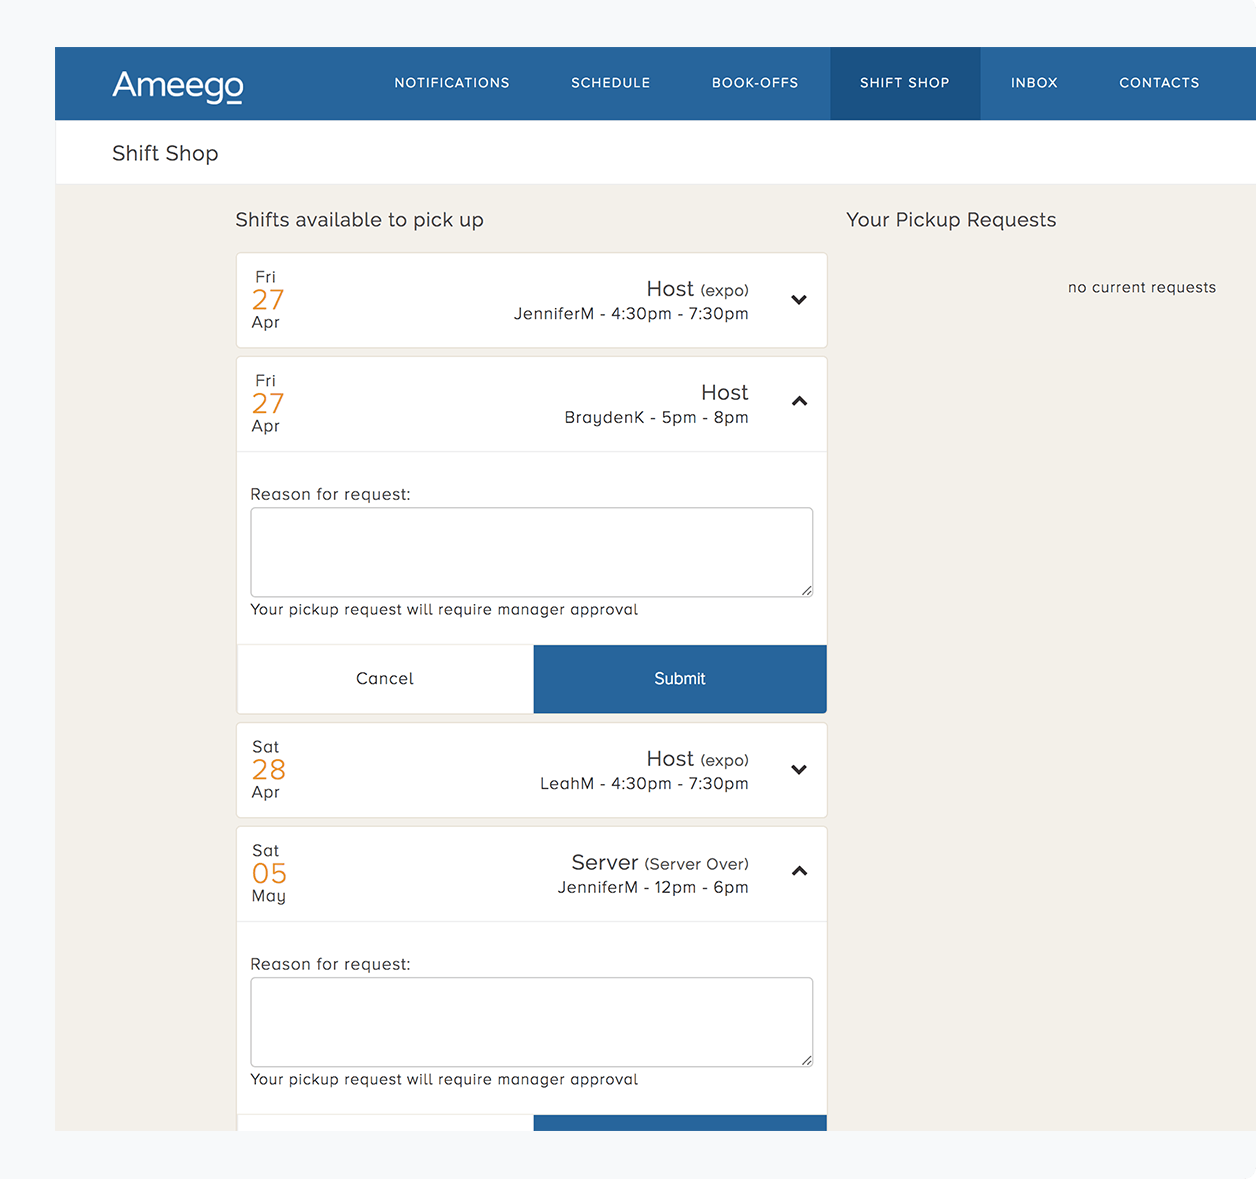 Ameego
NOTIFICATIONS
SCHEDULE
BOOK-OFFS
SHIFT SHOP
INBOX
CONTACTS
Shift Shop
Shifts available to pick up
Fri
27
Apr
Host (expo)
JenniferM - 4:30pm - 7:30pm
Fri
27
Apr
Host
BraydenK - 5pm - 8pm
Reason for request:
Your pickup request will require manager approval
Cancel
Submit
Sat
28
Apr
Host (expo)
LeahM - 4:30pm - 7:30pm
Sat
05
May
Server (Server Over)
JenniferM - 12pm - 6pm
Reason for request:
Your pickup request will require manager approval
Your Pickup Requests
no current requests